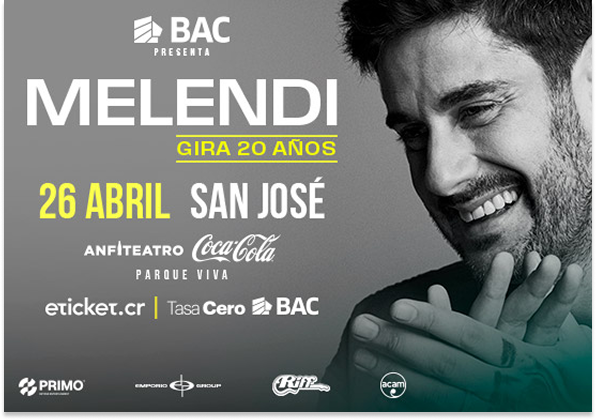 BAC
PRESENTA
MELENDI
GIRA 20 AÑOS
26 ABRIL SAN JOSÉ
ANFITEATRO Coca-Cola
PARQUE VIVA
eticket.cr | Tasa Cero BAC
PRIMO
EMPORIO GROUP
Riff
acam